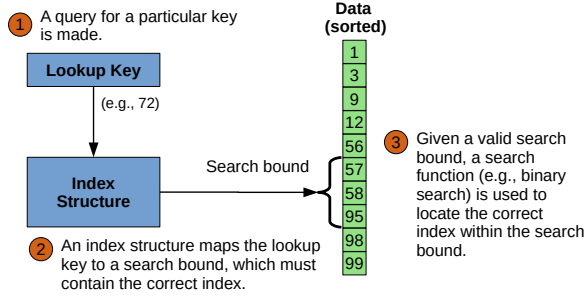 1 A query for a particular key
is made.
Lookup Key
(e.g., 72)
Index
Structure
Search bound
2 An index structure maps the lookup
key to a search bound, which must
contain the correct index.
Data
(sorted)
1
3
9
12
56
57
58
95
98
99
3 Given a valid search
bound, a search
function (e.g., binary
search) is used to
locate the correct
index within the search
bound.